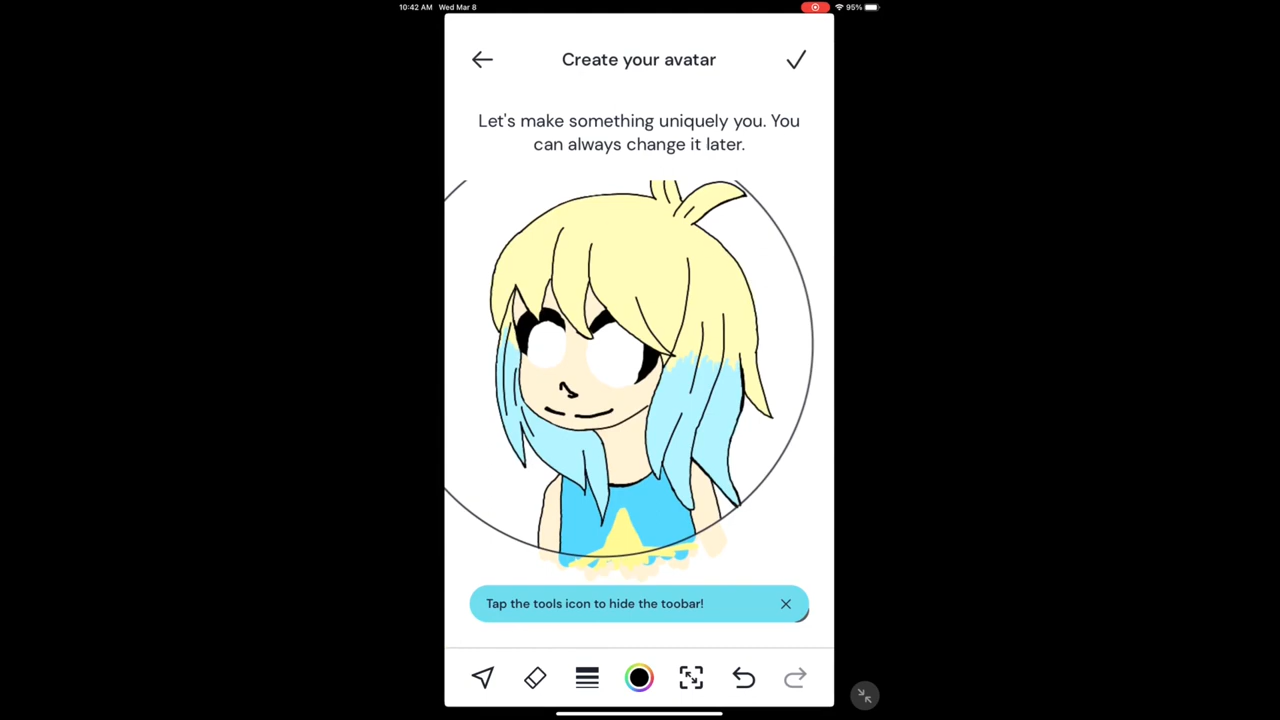 10:42 AM Wed Mar 8
95%
Create your avatar
Let's make something uniquely you. You
can always change it later.
Tap the tools icon to hide the toobar!